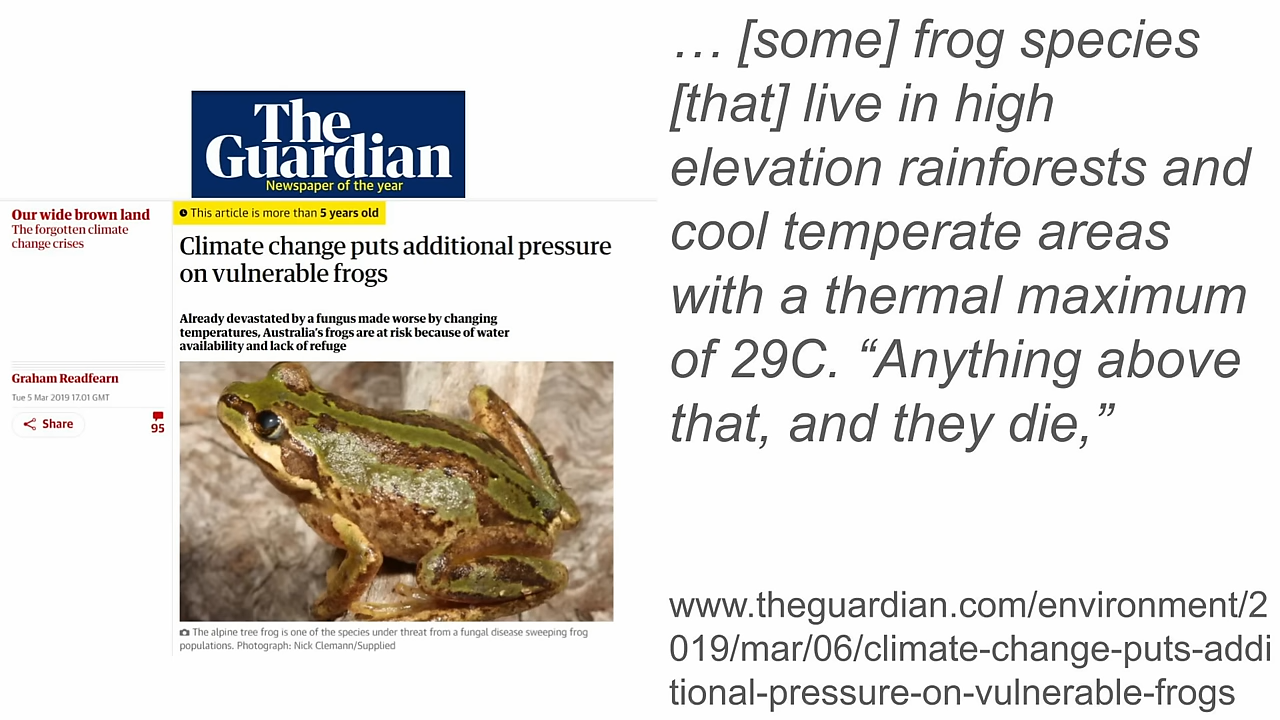 The
Guardian
Newspaper of the year
Our wide brown land
The forgotten climate
change crises
This article is more than 5 years old
Climate change puts additional pressure
on vulnerable frogs
Already devastated by a fungus made worse by changing
temperatures, Australia's frogs are at risk because of water
availability and lack of refuge
Graham Readfearn
Tue 5 Mar 2019 17.01 GMT
Share
95
The alpine tree frog is one of the species under threat from a fungal disease sweeping frog
populations. Photograph: Nick Clemann/Supplied
… [some] frog species
[that] live in high
elevation rainforests and
cool temperate areas
with a thermal maximum
of 29C. “Anything above
that, and they die,”
www.theguardian.com/environment/2
019/mar/06/climate-change-puts-addi
tional-pressure-on-vulnerable-frogs